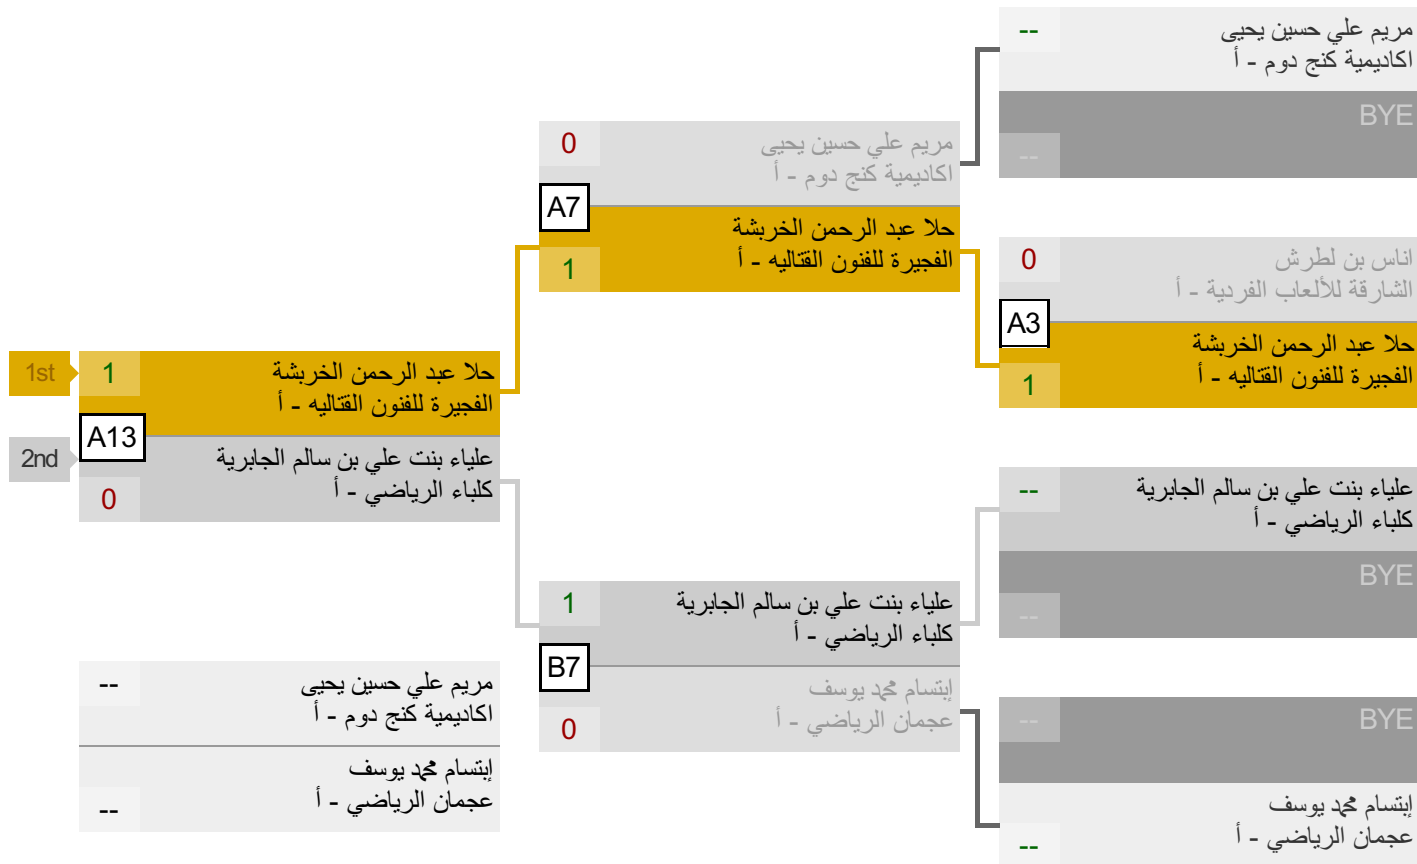 --
مريم علي حسين يحيى
اكاديمية كنج دوم - أ
BYE
--
0
مريم علي حسين يحيى
اكاديمية كنج دوم - أ
A7
حلا عبد الرحمن الخربشة
الفجيرة للفنون القتاليه - أ
1
0
اناس بن لطرش
الشارقة للألعاب الفردية - أ
A3
حلا عبد الرحمن الخربشة
الفجيرة للفنون القتاليه - أ
1
1st
1
حلا عبد الرحمن الخربشة
الفجيرة للفنون القتاليه - أ
A13
2nd
علياء بنت علي بن سالم الجابرية
كلباء الرياضي - أ
0
--
علياء بنت علي بن سالم الجابرية
كلباء الرياضي - أ
BYE
--
1
علياء بنت علي بن سالم الجابرية
كلباء الرياضي - أ
B7
إبتسام محمد يوسف
عجمان الرياضي - أ
0
--
مريم علي حسين يحيى
اكاديمية كنج دوم - أ
إبتسام محمد يوسف
عجمان الرياضي - أ
--
--
BYE
إبتسام محمد يوسف
عجمان الرياضي - أ
--